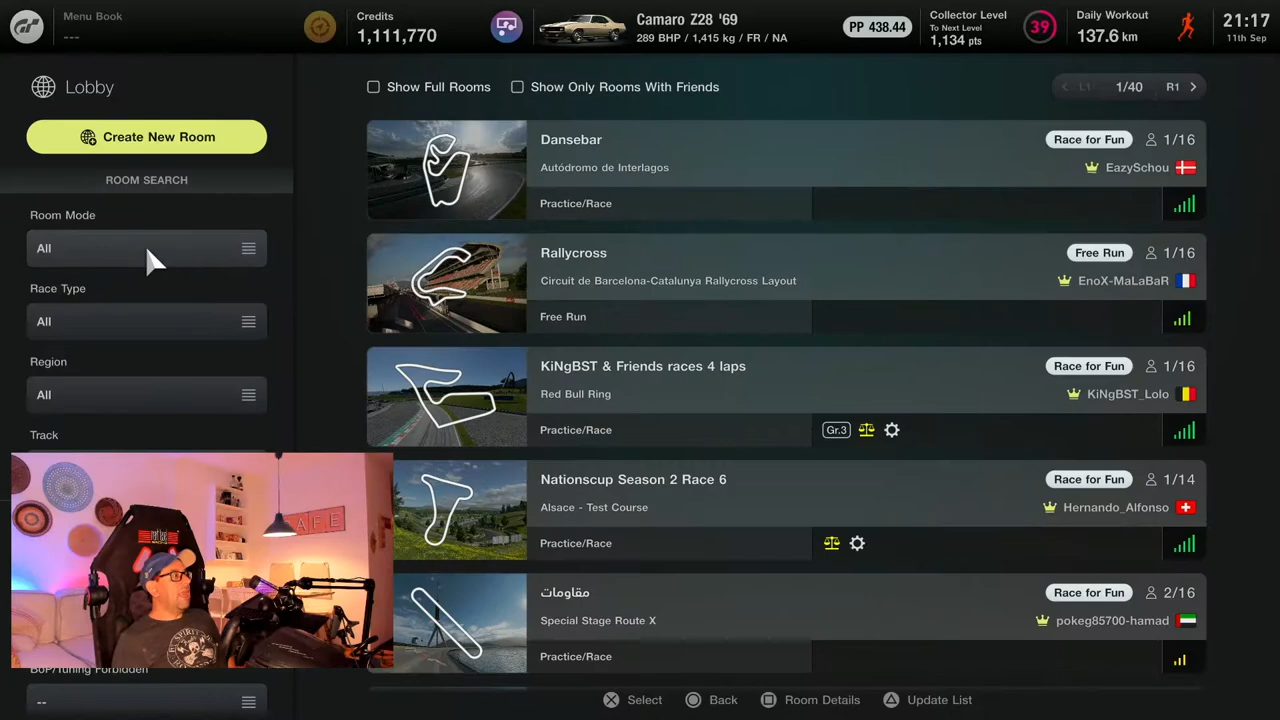 Menu Book
---
Credits
1,111,770
Camaro Z28 '69
289 BHP / 1,415 kg / FR / NA
PP 438.44
Collector Level
To Next Level
1,134 pts
39
Daily Workout
137.6 km
21:17
11th Sep
Lobby
Create New Room
ROOM SEARCH
Room Mode
All
Race Type
All
Region
All
Track
BoP/Tuning Forbidden
--
Show Full Rooms
Show Only Rooms With Friends
< L1 1/40 R1 >
Dansebar
Race for Fun
1/16
Autódromo de Interlagos
EazySchou
Practice/Race
Rallycross
Free Run
1/16
Circuit de Barcelona-Catalunya Rallycross Layout
EnoX-MaLaBaR
Free Run
KiNgBST & Friends races 4 laps
Race for Fun
1/16
Red Bull Ring
KiNgBST_Lolo
Practice/Race
Gr.3
Nationscup Season 2 Race 6
Race for Fun
1/14
Alsace - Test Course
Hernando_Alfonso
Practice/Race
مقاومات
Race for Fun
2/16
Special Stage Route X
pokeg85700-hamad
Practice/Race
Select
Back
Room Details
Update List
AFE